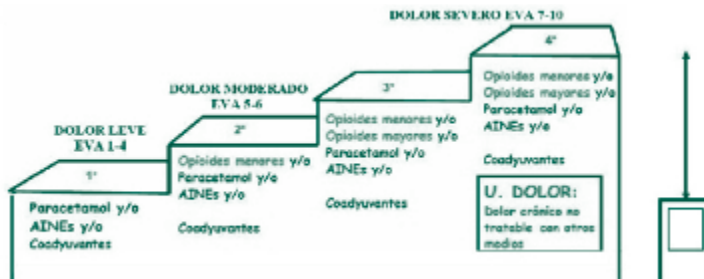 DOLOR SEVERO EVA 7-10
4º
Opioides menores y/o
Opioides mayores y/o
Paracetamol y/o
AINEs y/o
Coadyuvantes
U. DOLOR:
Dolor crónico no
tratable con otros
medios
3º
Opioides menores y/o
Opioides mayores y/o
Paracetamol y/o
AINEs y/o
Coadyuvantes
DOLOR MODERADO
EVA 5-6
2º
Opioides menores y/o
Paracetamol y/o
AINEs y/o
Coadyuvantes
DOLOR LEVE
EVA 1-4
1º
Paracetamol y/o
AINEs y/o
Coadyuvantes